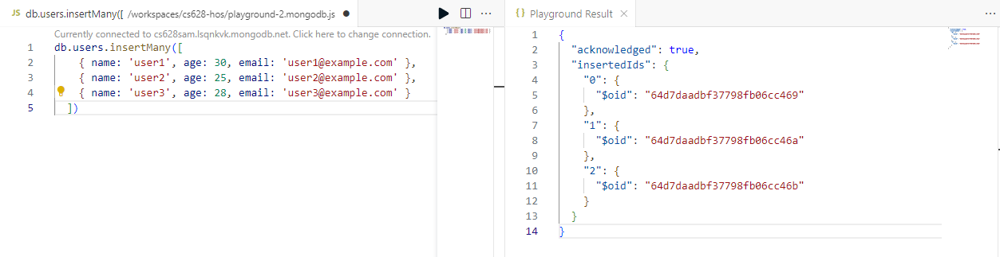 JS db.users.insertMany([ /workspaces/cs628-hos/playground-2.mongodb.js
Currently connected to cs628sam.lsqnkvk.mongodb.net. Click here to change connection.
1 db.users.insertMany([
2 { name: 'user1', age: 30, email: 'user1@example.com' },
3 { name: 'user2', age: 25, email: 'user2@example.com' },
4 { name: 'user3', age: 28, email: 'user3@example.com' }
5 ])
{} Playground Result
1 {
2 "acknowledged": true,
3 "insertedIds": {
4 "0": {
5 "$oid": "64d7daadbf37798fb06cc469"
6 },
7 "1": {
8 "$oid": "64d7daadbf37798fb06cc46a"
9 },
10 "2": {
11 "$oid": "64d7daadbf37798fb06cc46b"
12 }
13 }
14 }